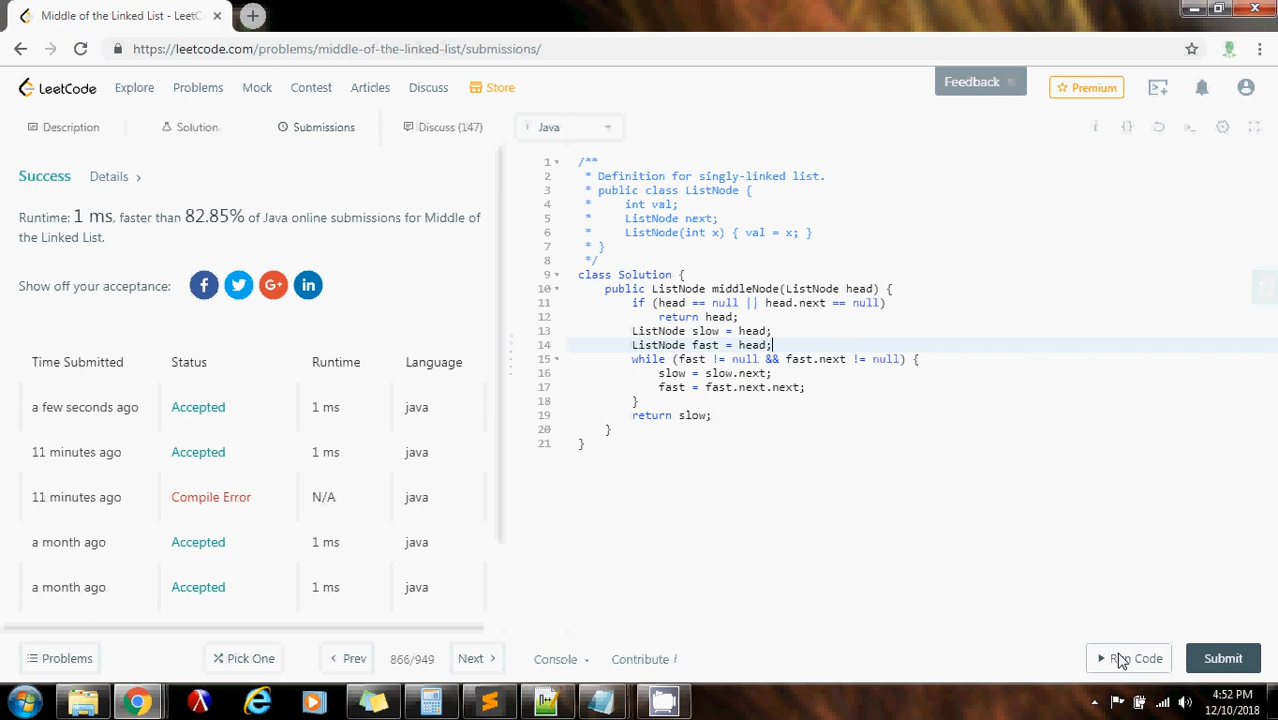 Middle of the Linked List - LeetC
https://leetcode.com/problems/middle-of-the-linked-list/submissions/
LeetCode Explore Problems Mock Contest Articles Discuss Store Feedback Premium
Description Solution Submissions Discuss (147) Java
Success Details
Runtime: 1 ms, faster than 82.85% of Java online submissions for Middle of
the Linked List.
Show off your acceptance:
Time Submitted Status Runtime Language
a few seconds ago Accepted 1 ms java
11 minutes ago Accepted 1 ms java
11 minutes ago Compile Error N/A java
a month ago Accepted 1 ms java
a month ago Accepted 1 ms java
1 /**
2 * Definition for singly-linked list.
3 * public class ListNode {
4 *     int val;
5 *     ListNode next;
6 *     ListNode(int x) { val = x; }
7 * }
8 */
9 class Solution {
10     public ListNode middleNode(ListNode head) {
11         if (head == null || head.next == null)
12             return head;
13         ListNode slow = head;
14         ListNode fast = head;
15         while (fast != null && fast.next != null) {
16             slow = slow.next;
17             fast = fast.next.next;
18         }
19         return slow;
20     }
21 }
Problems Pick One Prev 866/949 Next Console Contribute Run Code Submit
4:52 PM
12/10/2018